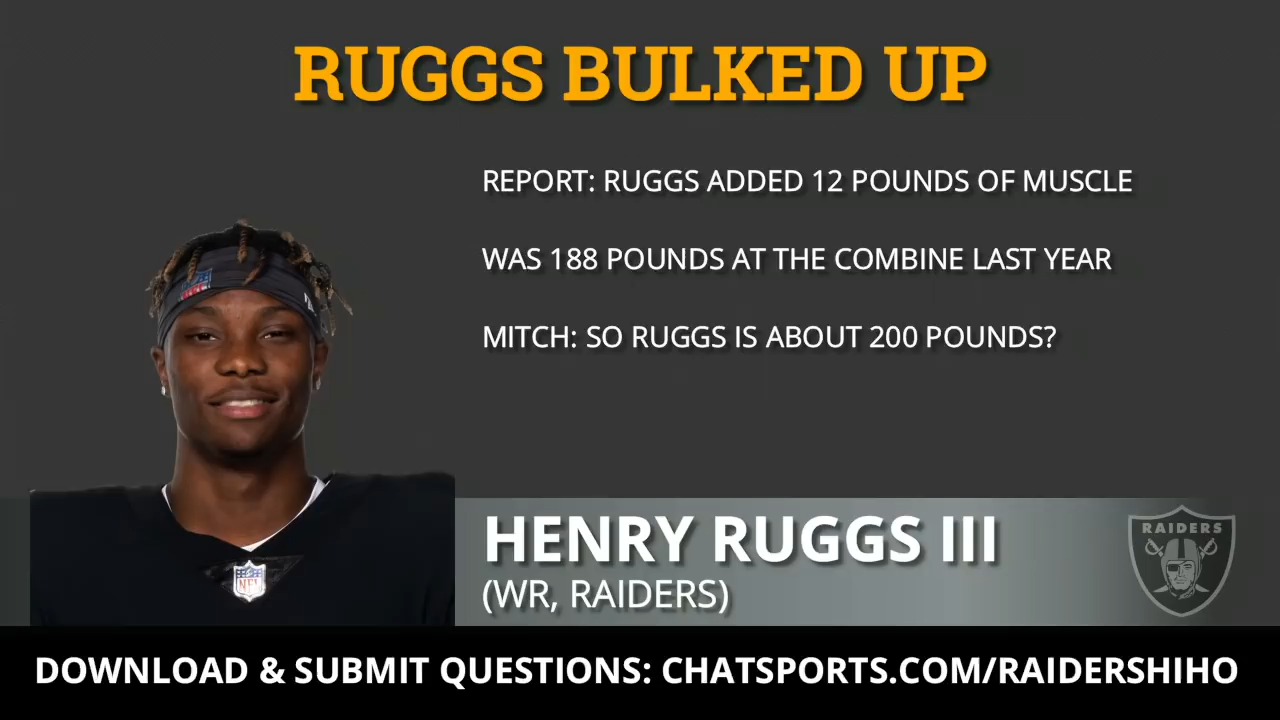 RUGGS BULKED UP
REPORT: RUGGS ADDED 12 POUNDS OF MUSCLE
WAS 188 POUNDS AT THE COMBINE LAST YEAR
MITCH: SO RUGGS IS ABOUT 200 POUNDS?
NFL
HENRY RUGGS III
(WR, RAIDERS)
RAIDERS
DOWNLOAD & SUBMIT QUESTIONS: CHATSPORTS.COM/RAIDERSHIHO